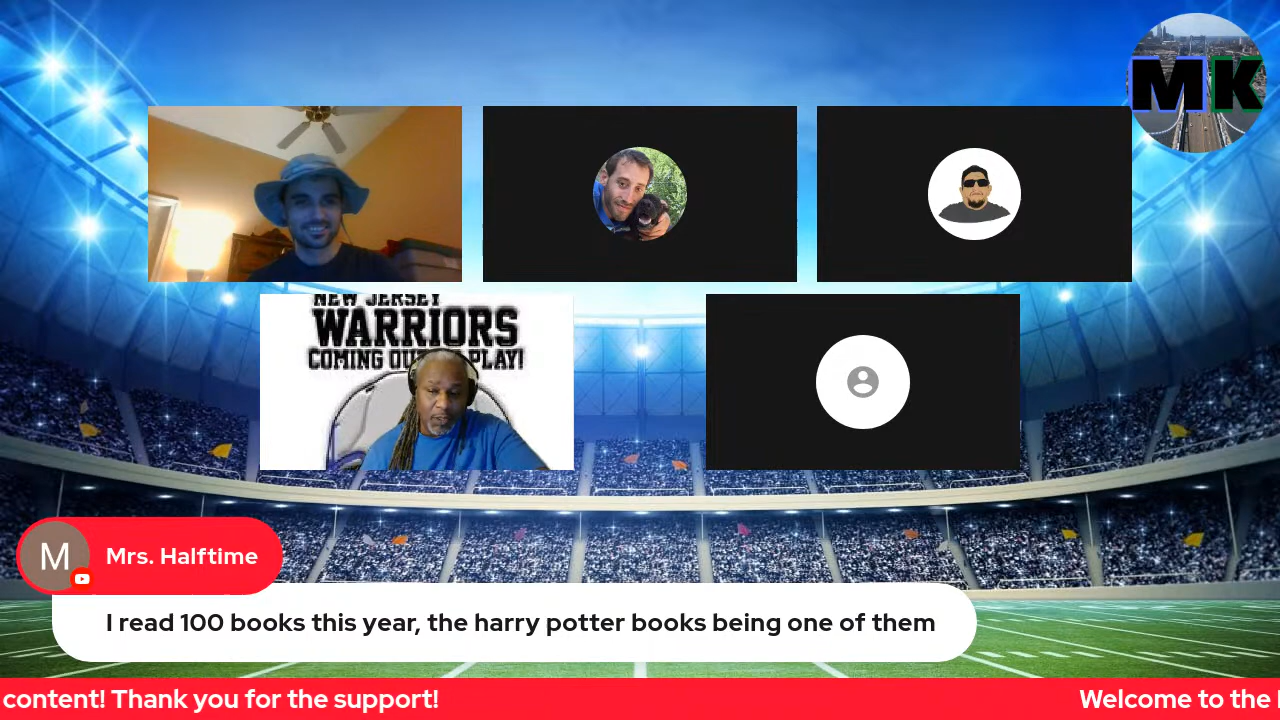 MK
NEW JERSEY
WARRIORS
COMING OUT PLAY!
M
Mrs. Halftime
I read 100 books this year, the harry potter books being one of them
content! Thank you for the support!
Welcome to the